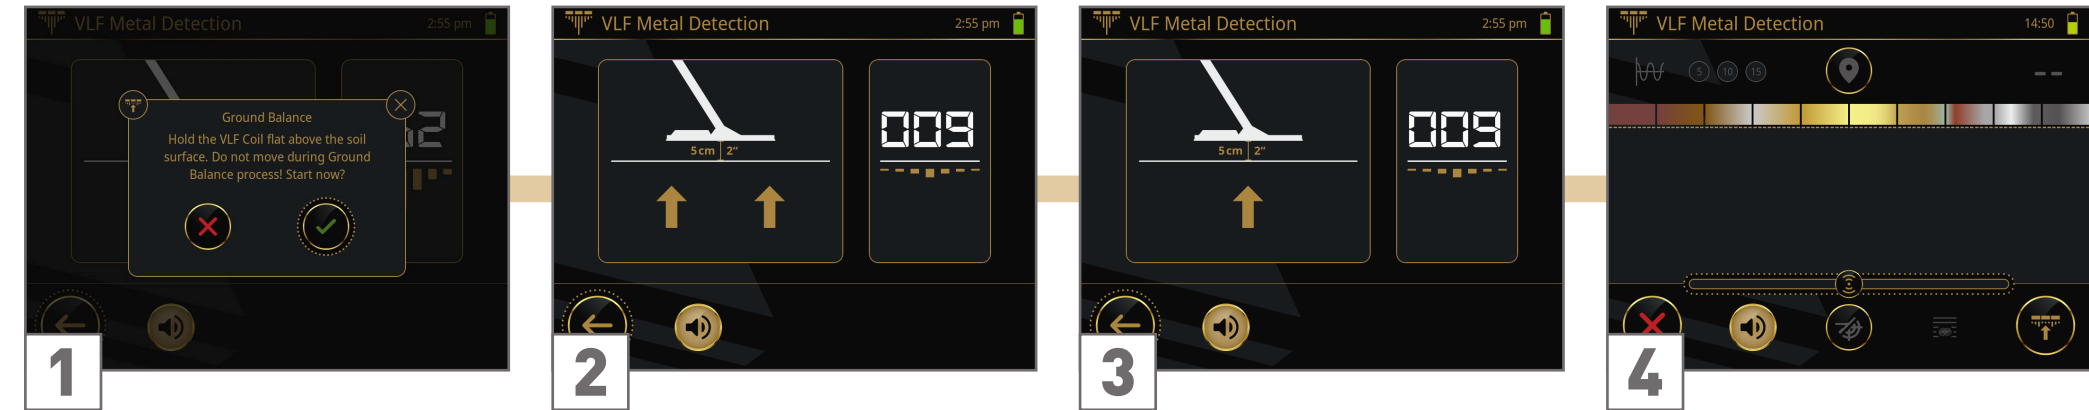 VLF Metal Detection
2:55 pm
Ground Balance
Hold the VLF Coil flat above the soil
surface. Do not move during Ground
Balance process! Start now?
1
VLF Metal Detection
2:55 pm
5 cm 2"
009
2
VLF Metal Detection
2:55 pm
5 cm 2"
009
3
VLF Metal Detection
14:50
5 10 15
--
4